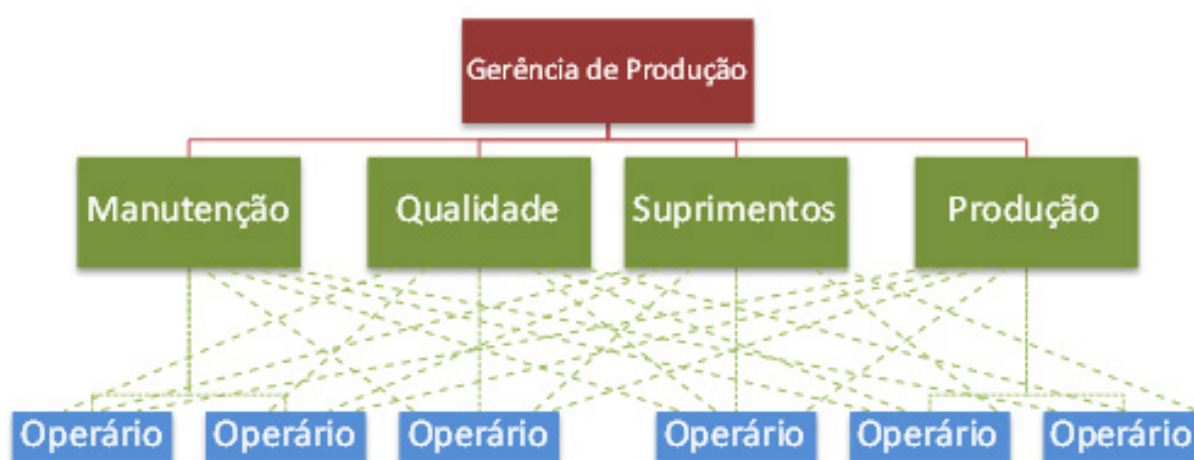 Gerência de Produção
Manutenção
Qualidade
Suprimentos
Produção
Operário
Operário
Operário
Operário
Operário
Operário